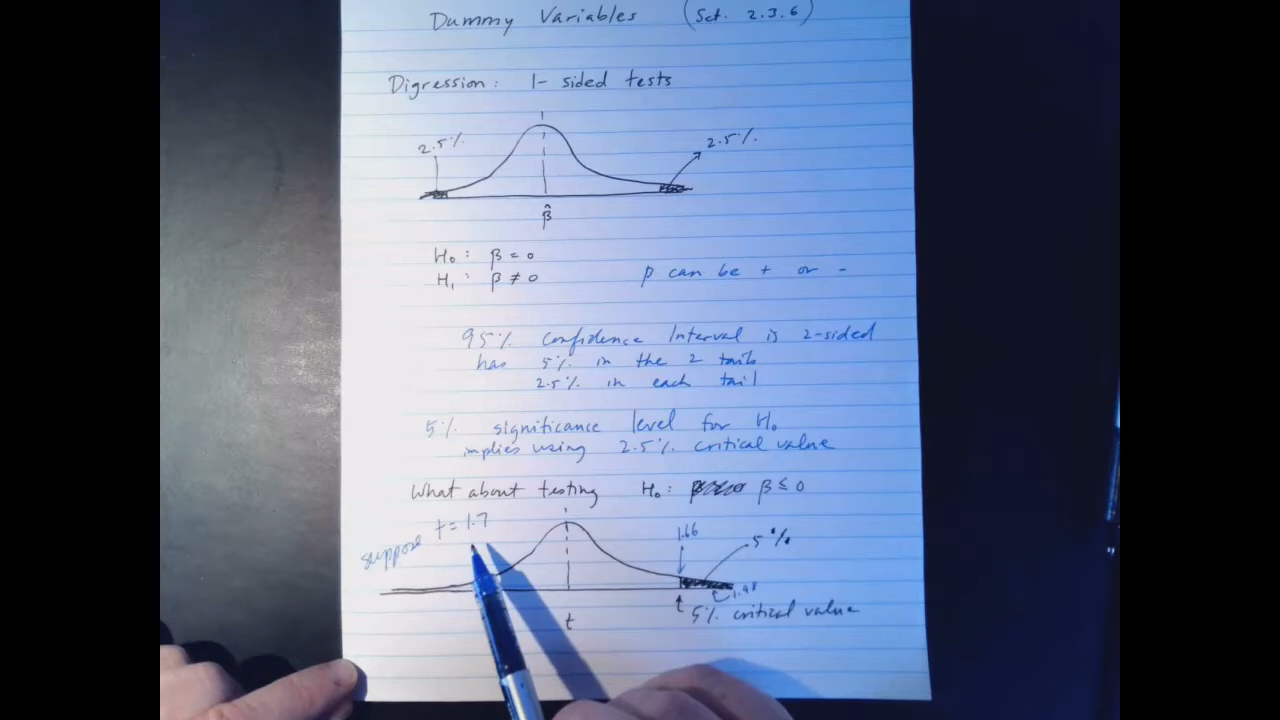 Dummy Variables (Sct. 2.3.6)
Digression: 1-sided tests
2.5%
2.5%
β̂
H₀: β = 0
H₁: β ≠ 0
β can be + or -
95% confidence Interval is 2-sided
has 5% in the 2 tails
2.5% in each tail
5% significance level for H₀
implies using 2.5% critical value
What about testing H₀: β ≤ 0
suppose t = 1.7
1.66
5%
1.98
t
5% critical value